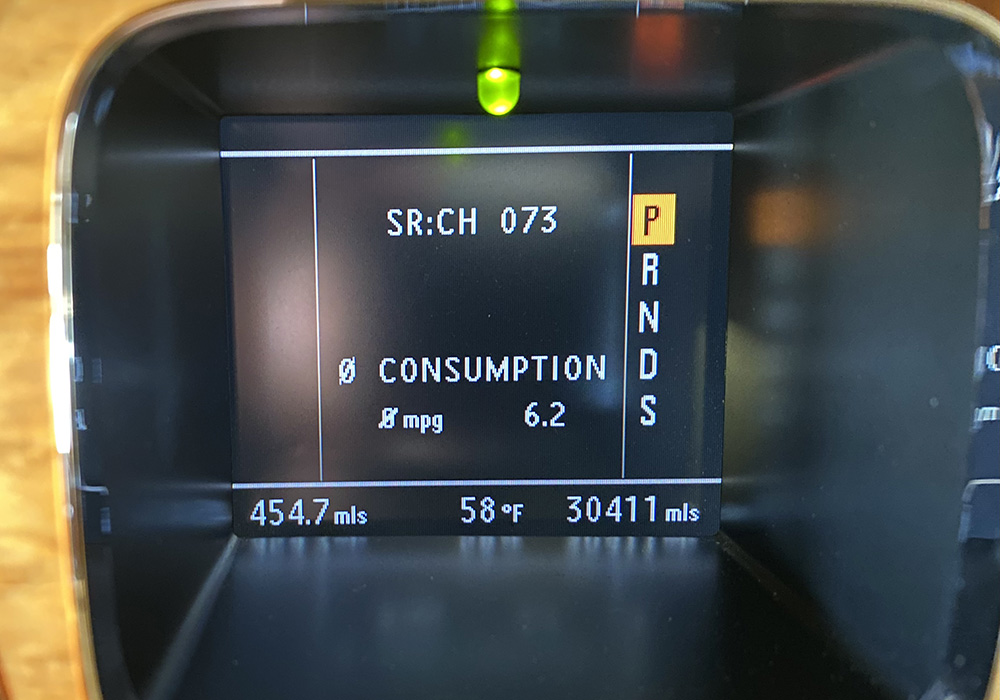 SR:CH 073
P
R
N
D
S
Ø CONSUMPTION
Ø mpg 6.2
454.7 mls 58 °F 30411 mls